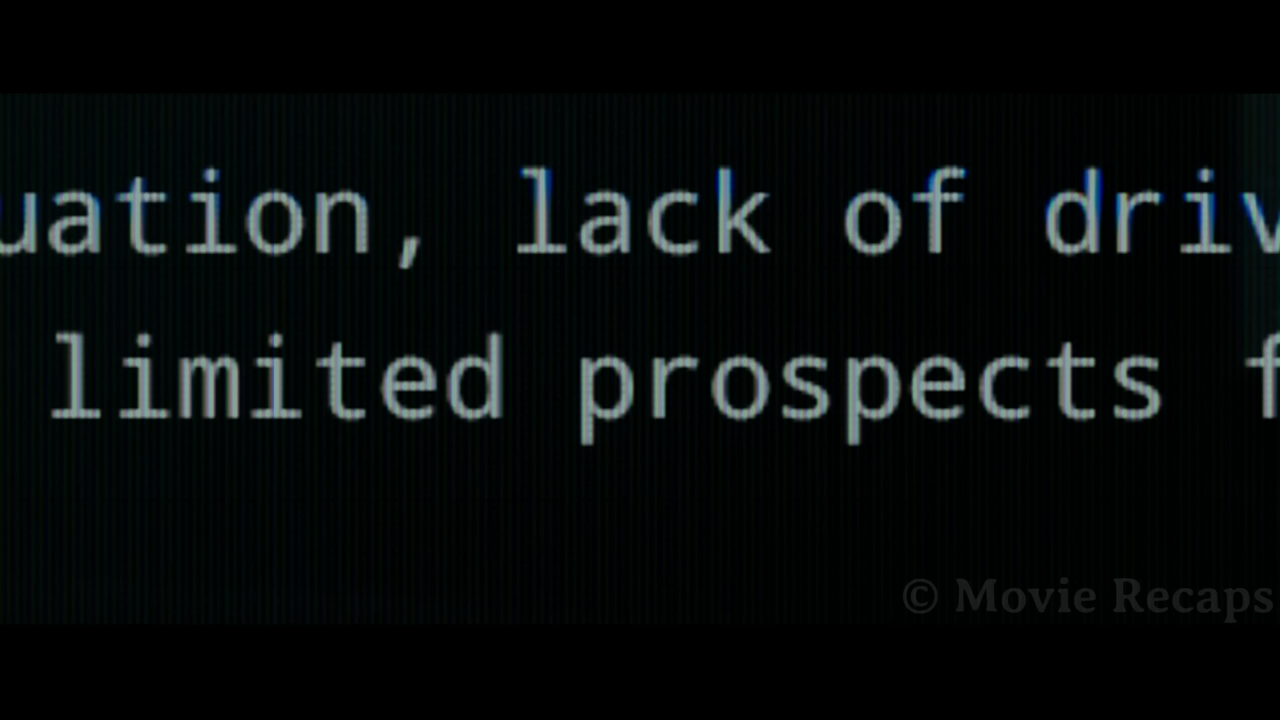 uation, lack of driv
limited prospects f
© Movie Recaps